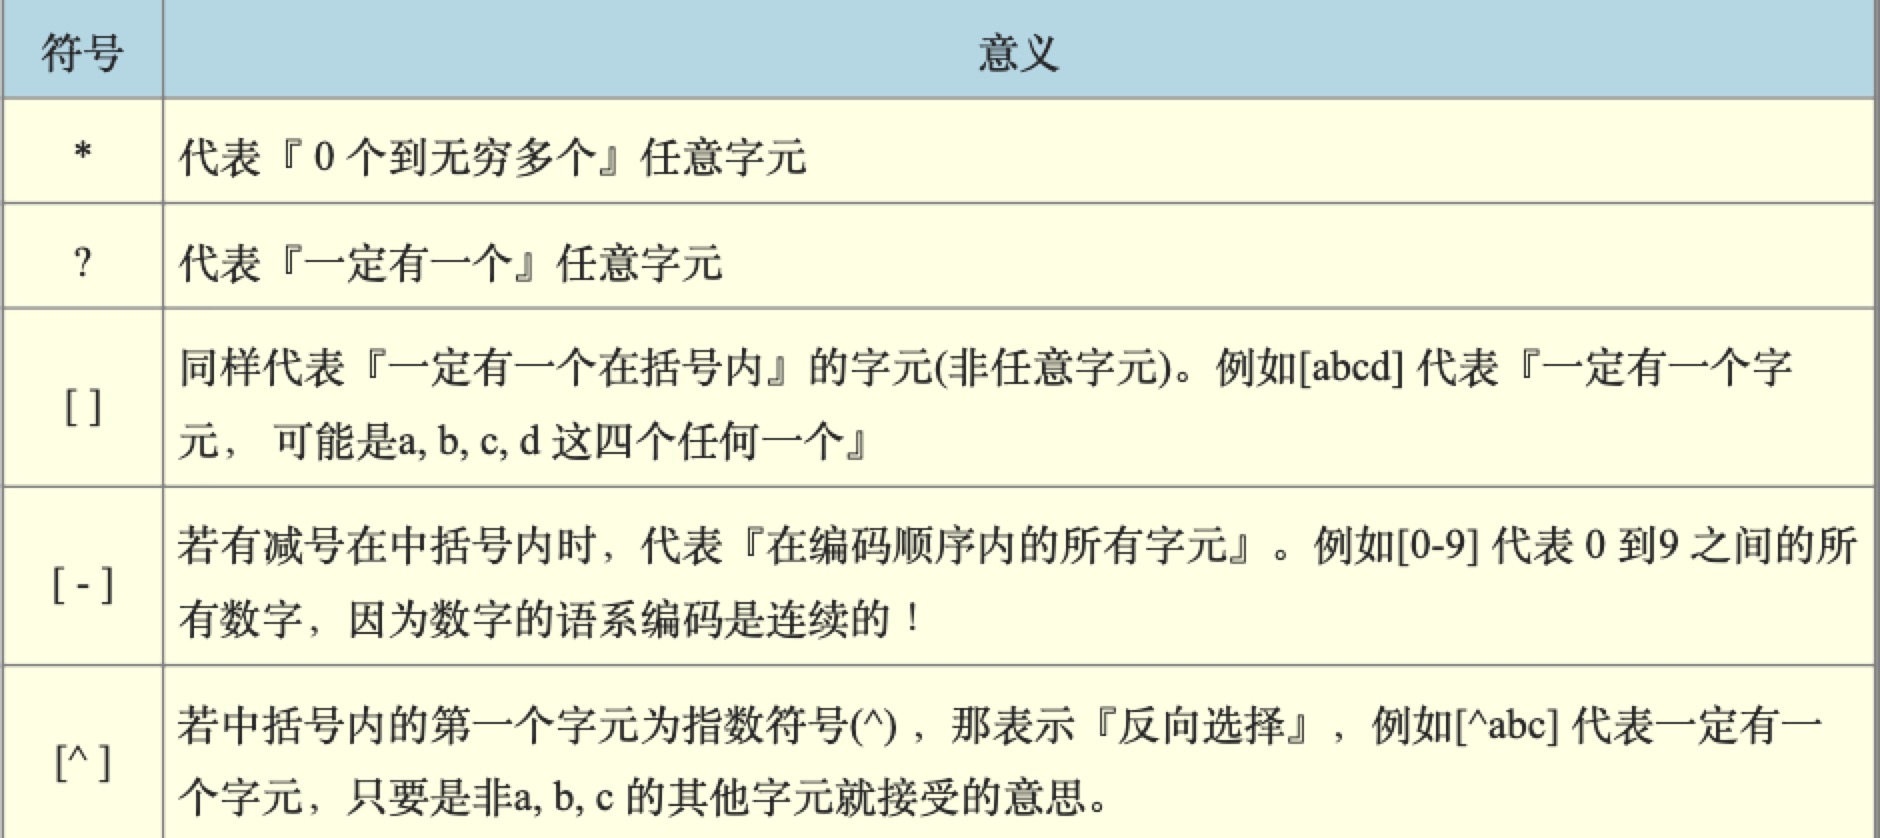 符号 意义
* 代表『 0 个到无穷多个』任意字元
? 代表『一定有一个』任意字元
[ ] 同样代表『一定有一个在括号内』的字元(非任意字元)。例如[abcd] 代表『一定有一个字
元， 可能是a, b, c, d 这四个任何一个』
[ - ] 若有减号在中括号内时，代表『在编码顺序内的所有字元』。例如[0-9] 代表 0 到9 之间的所
有数字，因为数字的语系编码是连续的！
[^ ] 若中括号内的第一个字元为指数符号(^) ，那表示『反向选择』，例如[^abc] 代表一定有一
个字元，只要是非a, b, c 的其他字元就接受的意思。